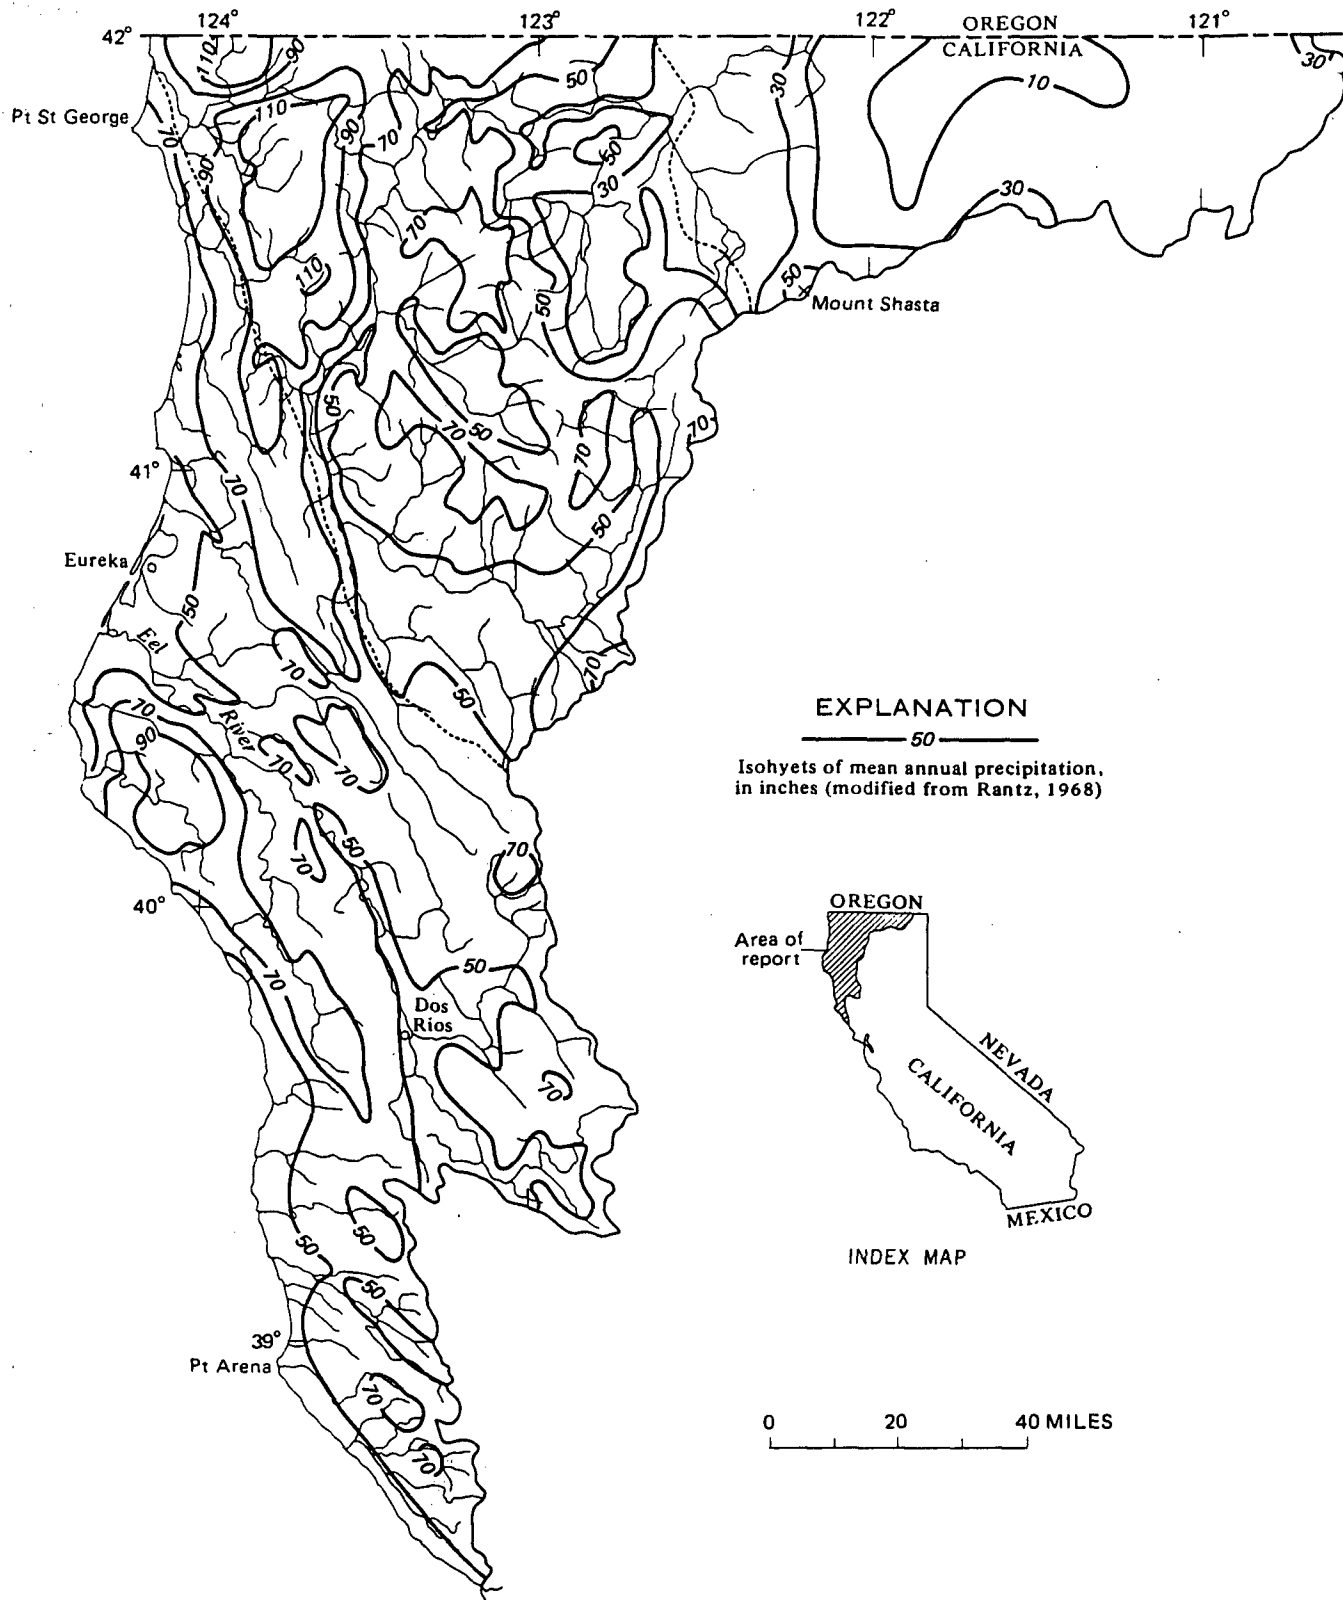 124°
123°
122°
121°
OREGON
CALIFORNIA
42°
110
90
50
30
10
30
Pt St George
70
90
110
90
70
50
30
30
70
110
50
50
Mount Shasta
50
70
50
70
70
41°
70
50
Eureka
50
Eel
River
70
50
70
70
90
70
70
EXPLANATION
50
Isohyets of mean annual precipitation,
in inches (modified from Rantz, 1968)
50
70
70
40°
OREGON
Area of
report
NEVADA
CALIFORNIA
MEXICO
INDEX MAP
70
50
Dos
Rios
70
50
50
50
39°
Pt Arena
70
70
0 20 40 MILES